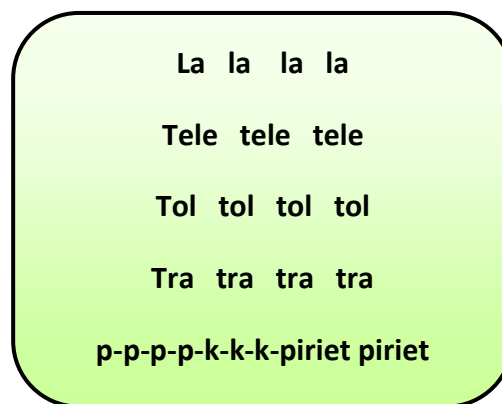 La la la la
Tele tele tele
Tol tol tol tol
Tra tra tra tra
p-p-p-p-k-k-k-piriet piriet